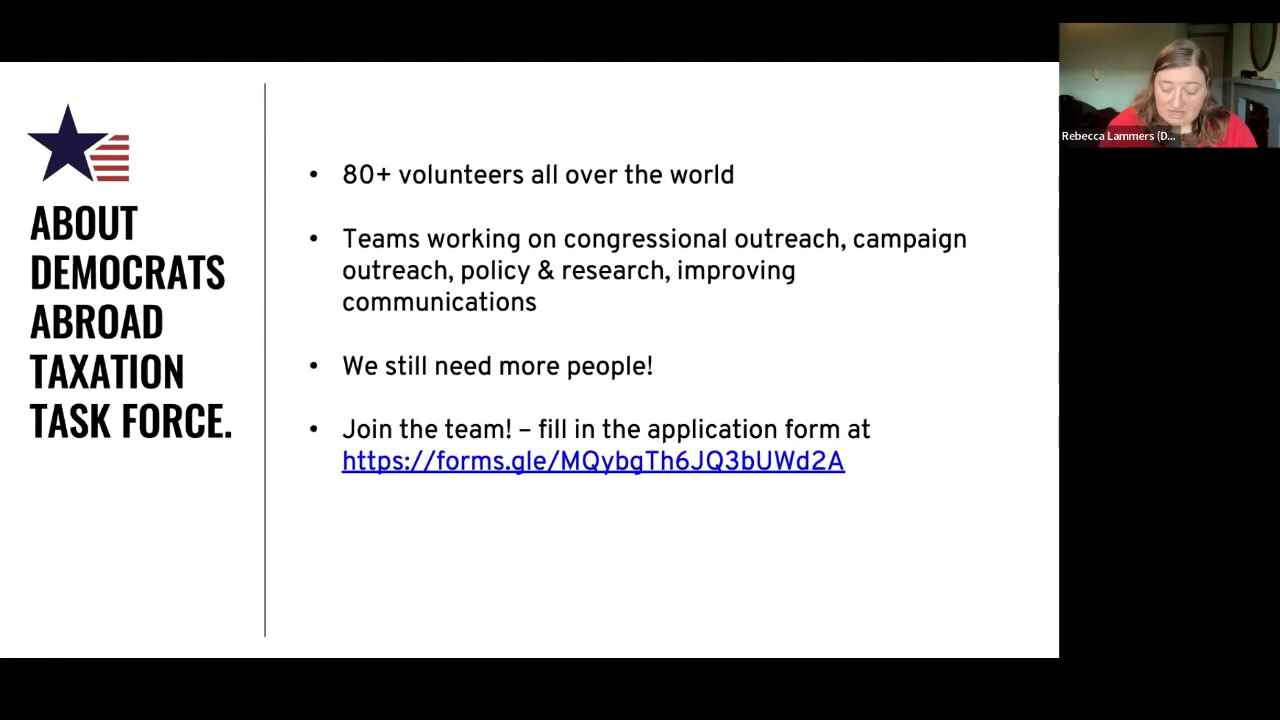 ABOUT
DEMOCRATS
ABROAD
TAXATION
TASK FORCE.
• 80+ volunteers all over the world
• Teams working on congressional outreach, campaign
outreach, policy & research, improving
communications
• We still need more people!
• Join the team! – fill in the application form at
https://forms.gle/MQybgTh6JQ3bUWd2A
Rebecca Lammers (D...